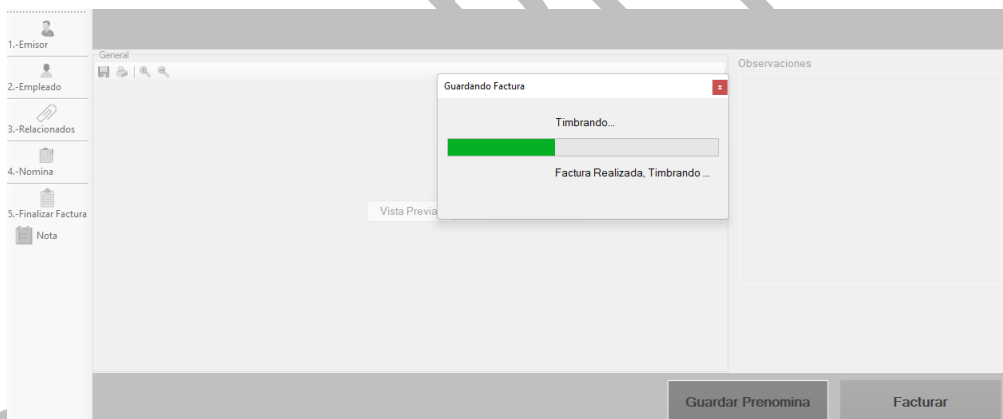 1.-Emisor
2.-Empleado
3.-Relacionados
4.-Nomina
5.-Finalizar Factura
Nota
General
Vista Previa
Observaciones
Guardando Factura
x
Timbrando...
Factura Realizada, Timbrando ...
Guardar Prenomina
Facturar